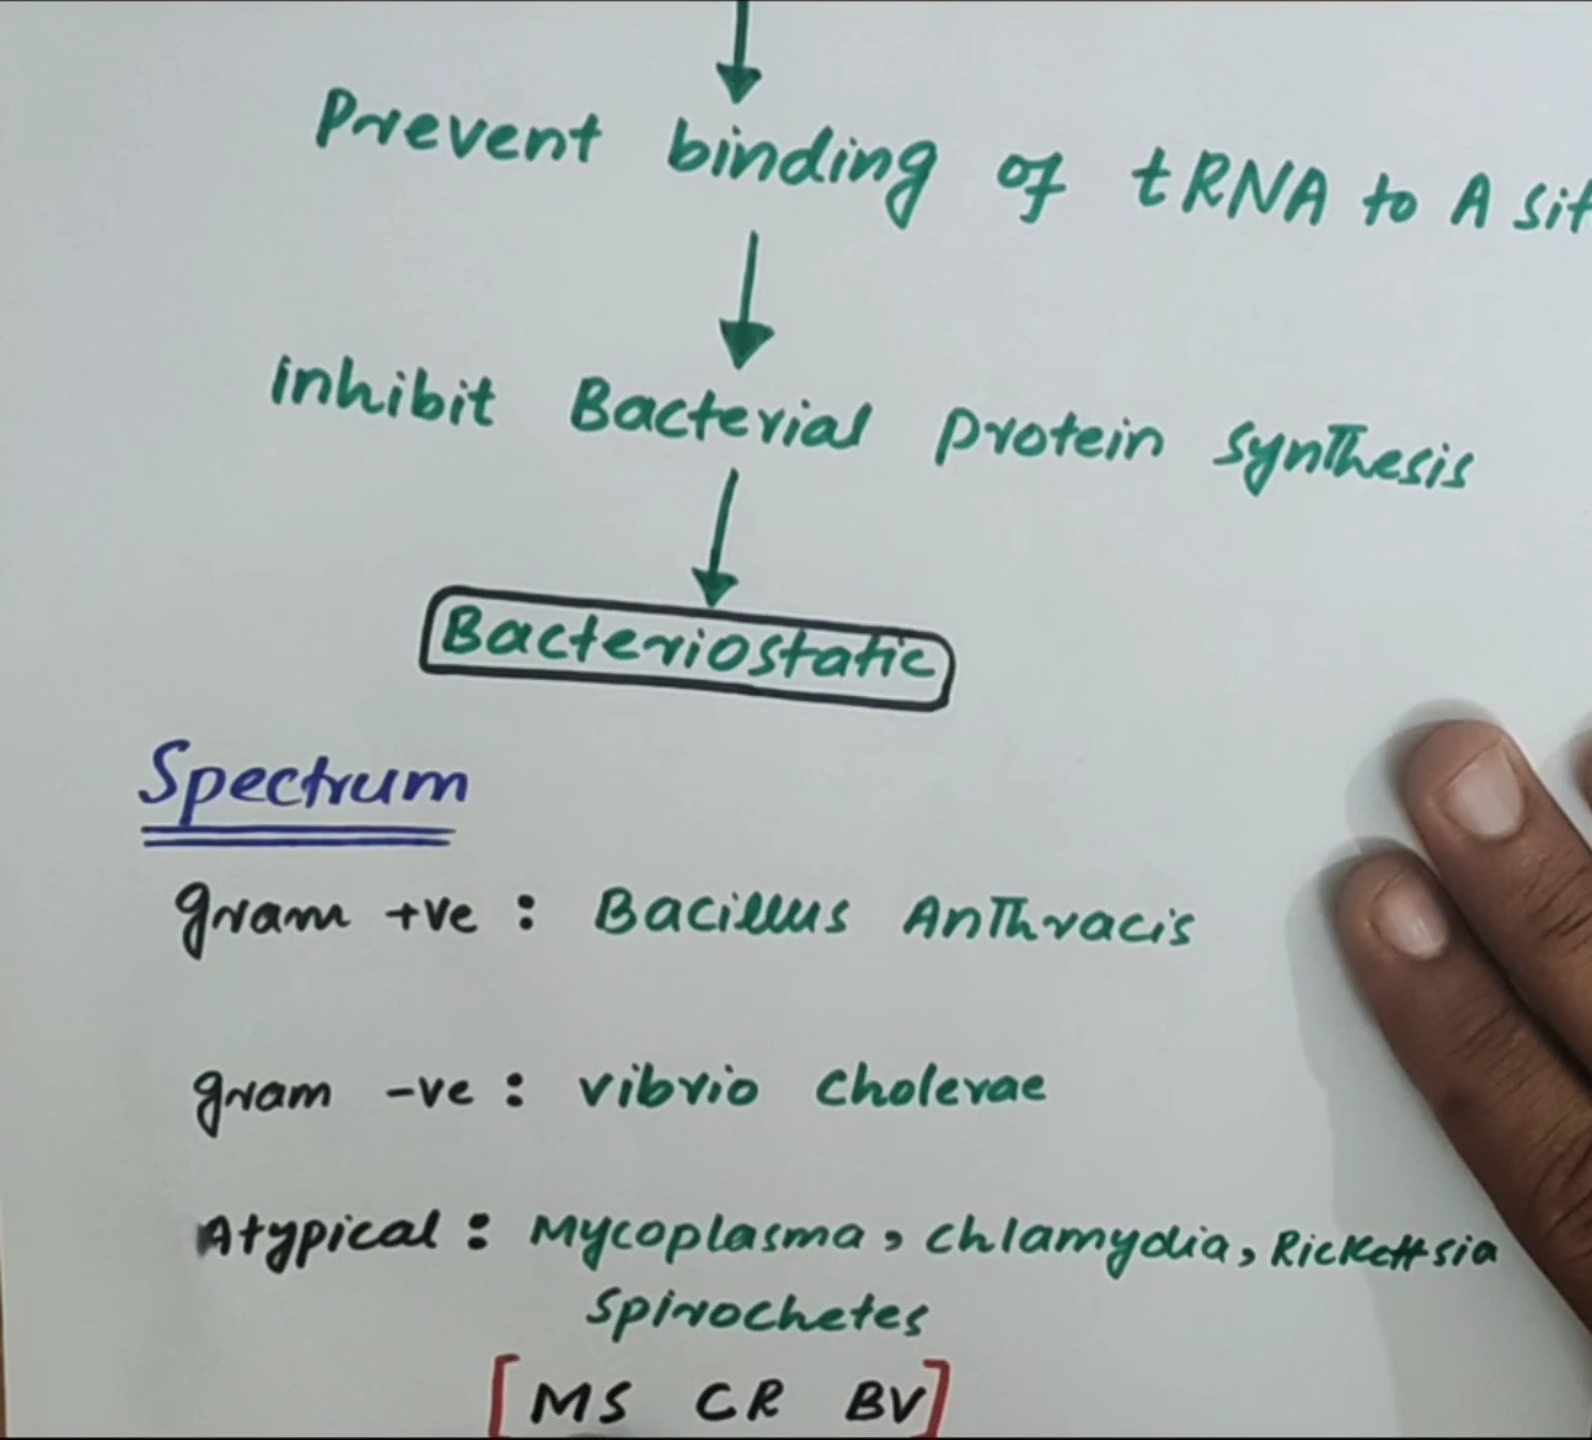 Prevent binding of tRNA to A sit
inhibit Bacterial protein synthesis
Bacteriostatic
Spectrum
gram +ve : Bacillus Anthracis
gram -ve : vibrio cholerae
Atypical : Mycoplasma, chlamydia, Rickettsia
spirochetes
[MS CR BV]